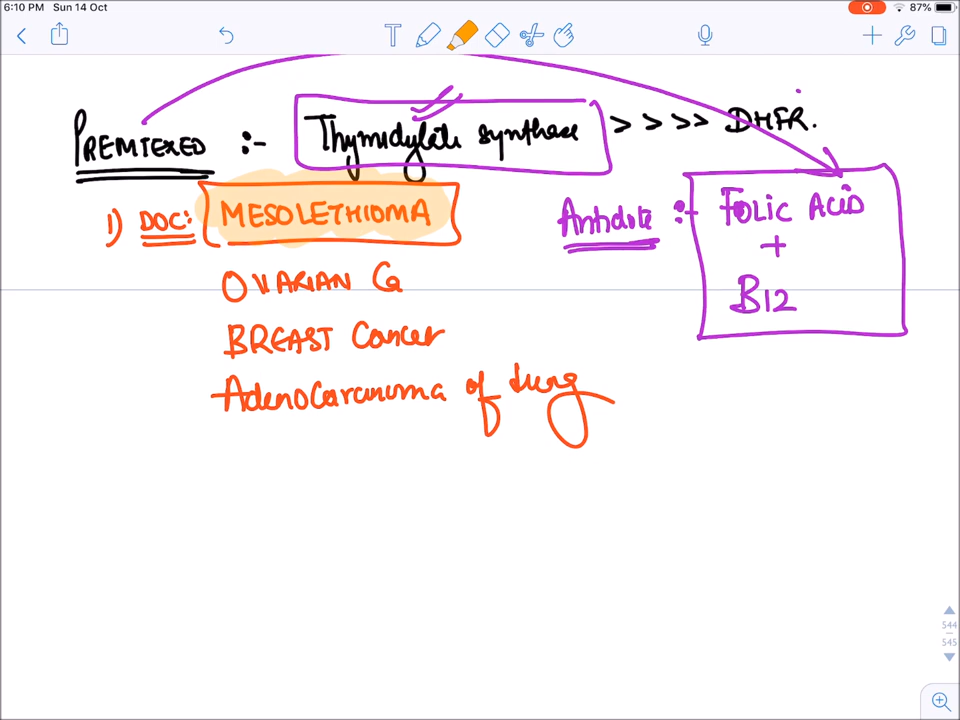 6:10 PM Sun 14 Oct
87%
PREMTEXED :- Thymidylate synthase > > > > DHFR.
1) DOC: MESOLETHIOMA
Antidote :- FOLIC ACID
+
B12
OVARIAN Ca
BREAST Cancer
Adenocarcinoma of lung
544
545